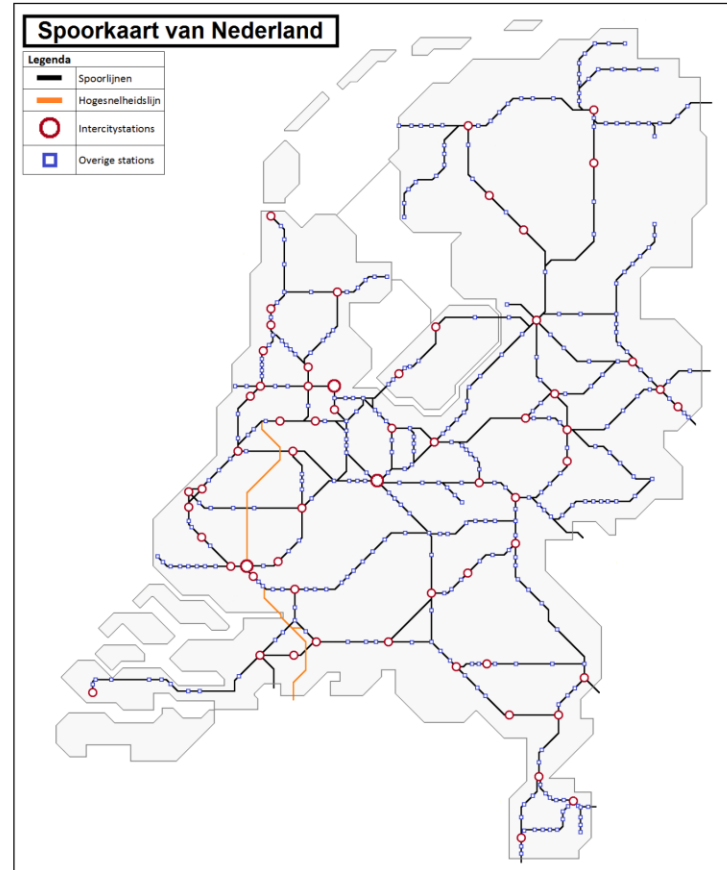 Spoorkaart van Nederland
Legenda
Spoorlijnen
Hogesnelheidslijn
Intercitystations
Overige stations